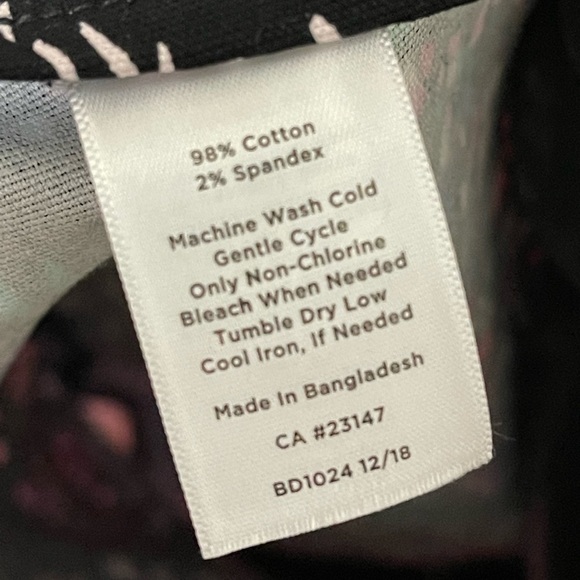 98% Cotton
2% Spandex
Machine Wash Cold
Gentle Cycle
Only Non-Chlorine
Bleach When Needed
Tumble Dry Low
Cool Iron, If Needed
Made In Bangladesh
CA #23147
BD1024 12/18